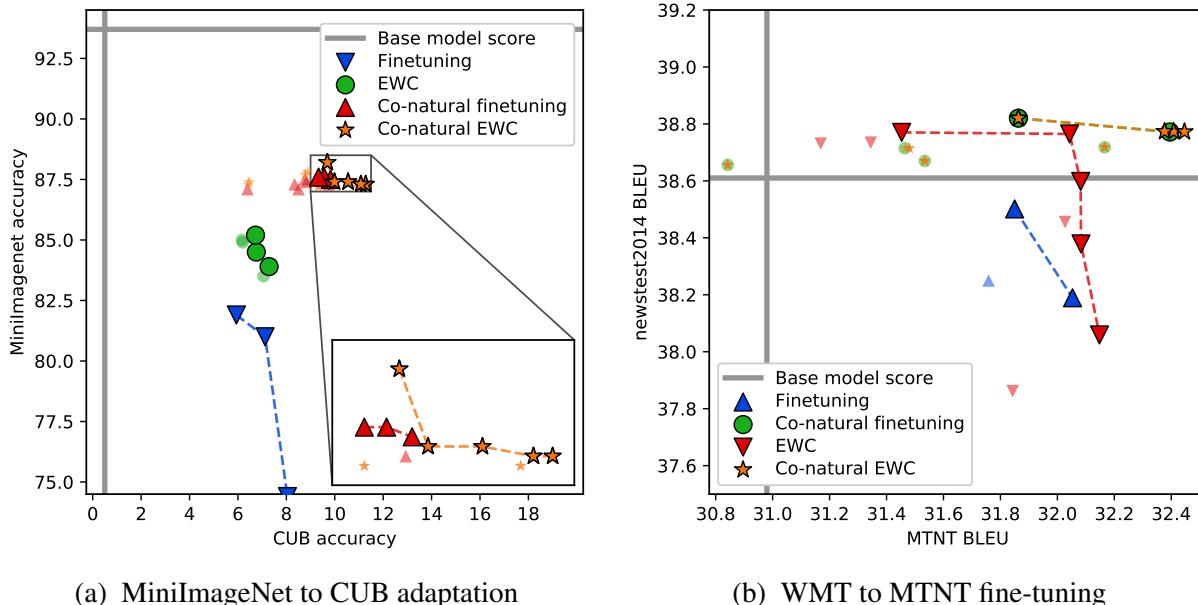 92.5
90.0
87.5
85.0
82.5
80.0
77.5
75.0
MiniImagenet accuracy
Base model score
Finetuning
EWC
Co-natural finetuning
Co-natural EWC
0 2 4 6 8 10 12 14 16 18
CUB accuracy
(a) MiniImageNet to CUB adaptation
39.2
39.0
38.8
38.6
38.4
38.2
38.0
37.8
37.6
newstest2014 BLEU
Base model score
Finetuning
Co-natural finetuning
EWC
Co-natural EWC
30.8 31.0 31.2 31.4 31.6 31.8 32.0 32.2 32.4
MTNT BLEU
(b) WMT to MTNT fine-tuning